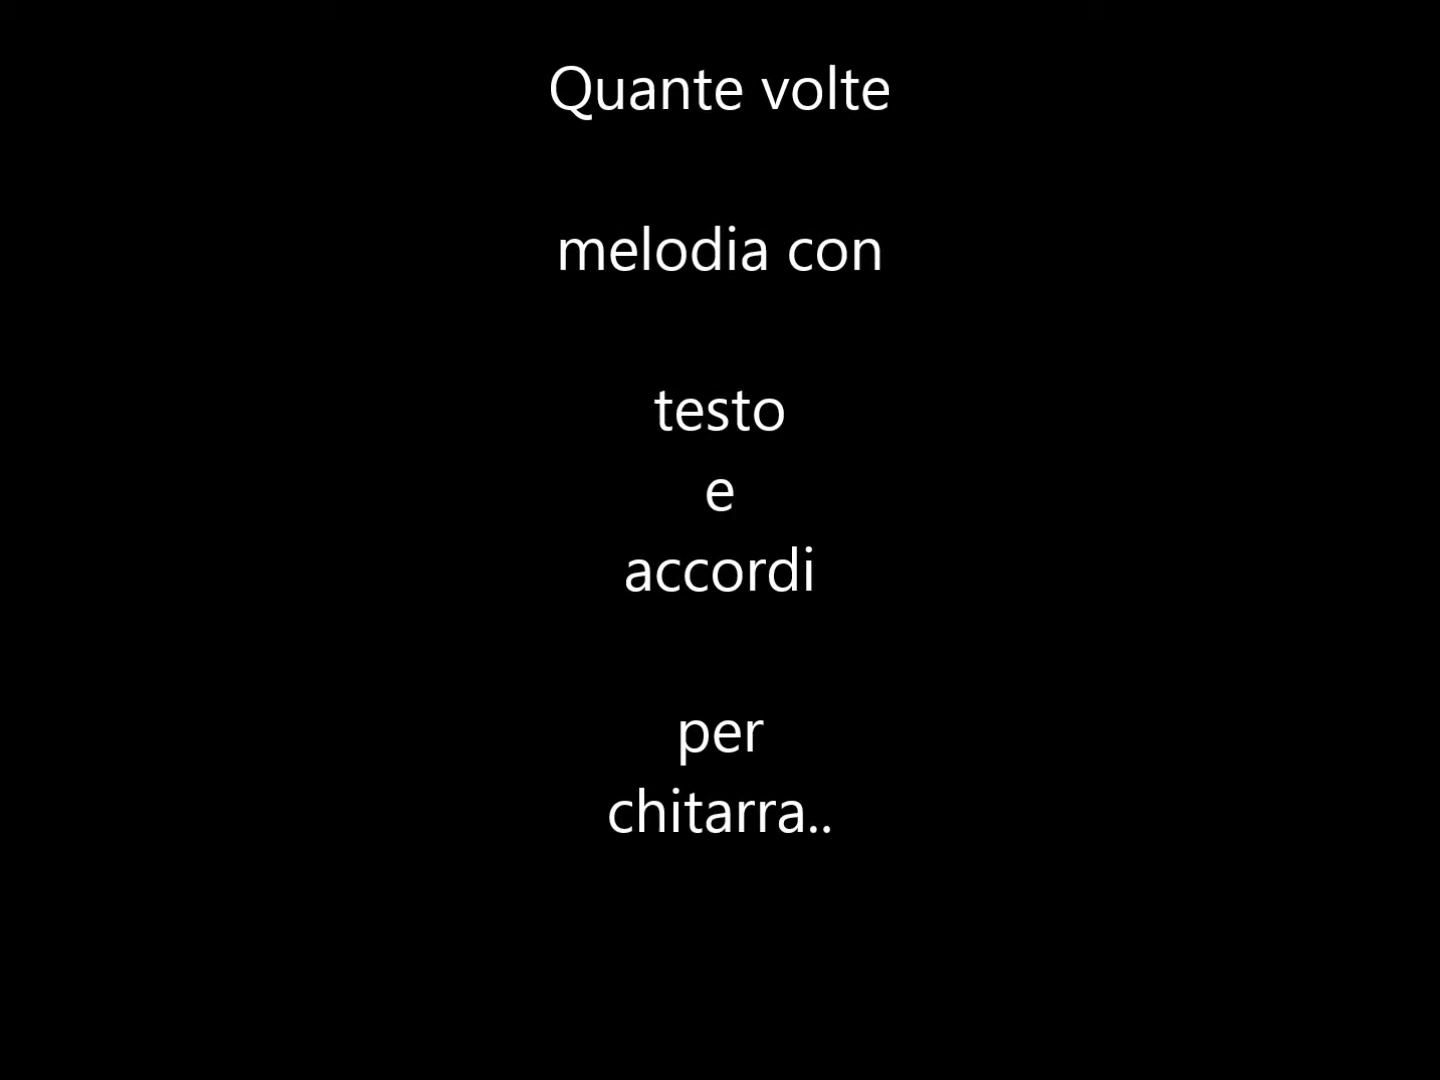 Quante volte
melodia con
testo
e
accordi
per
chitarra..